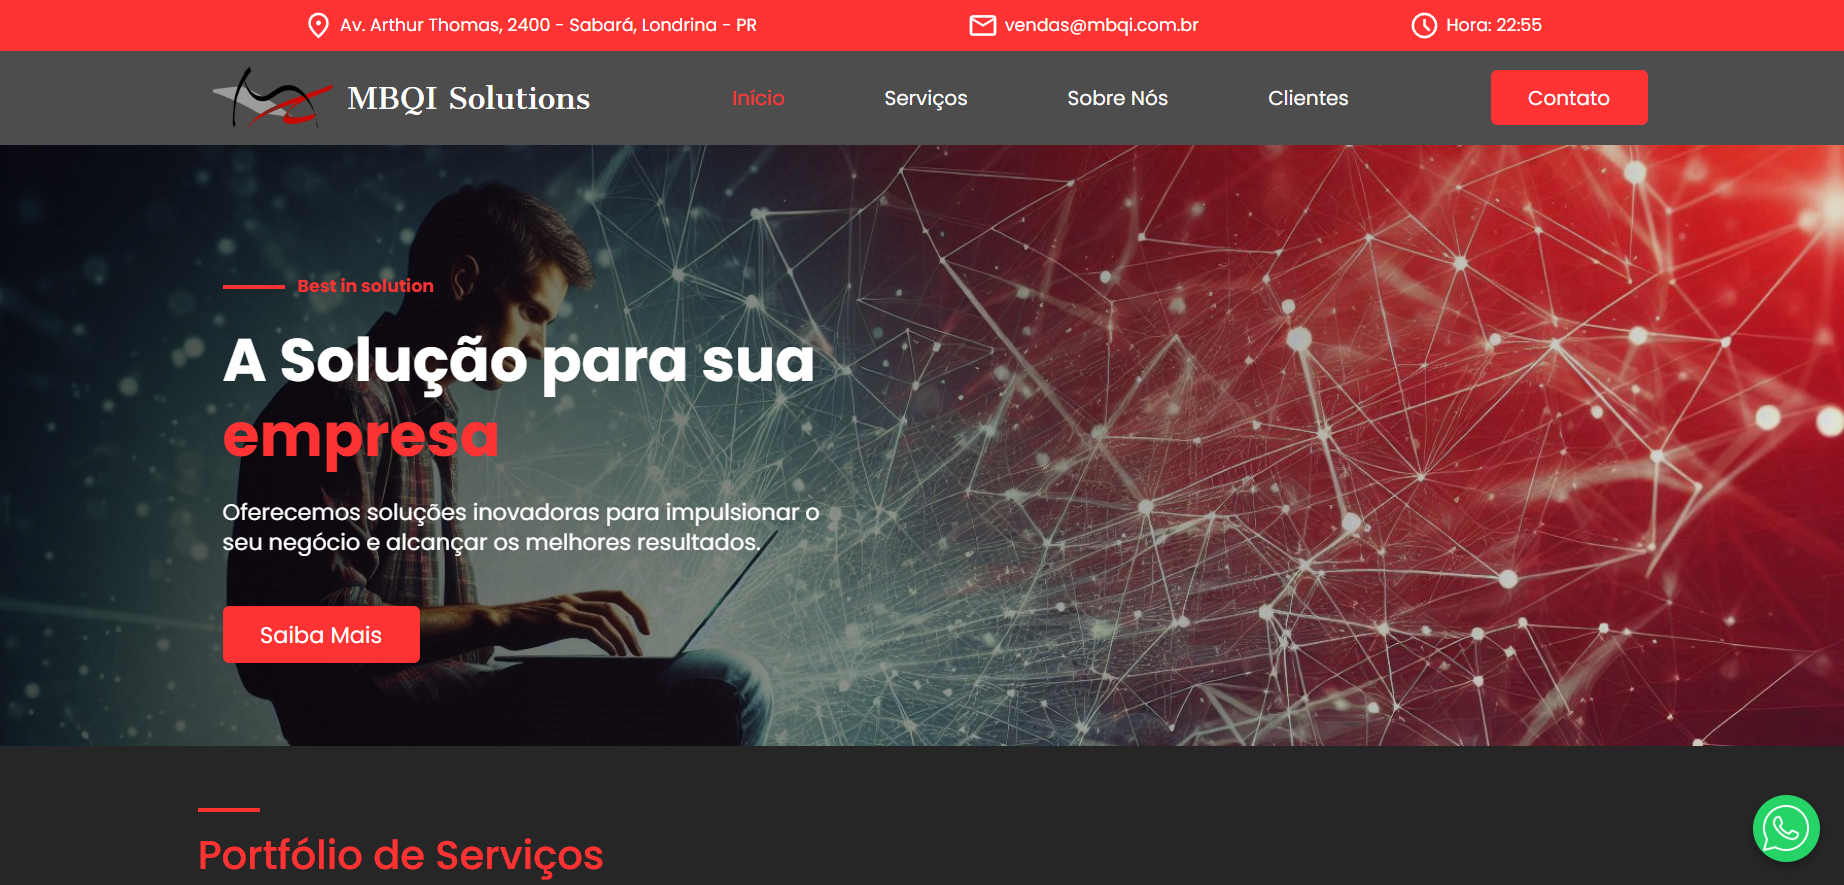 Av. Arthur Thomas, 2400 - Sabará, Londrina - PR
vendas@mbqi.com.br
Hora: 22:55
MBQI Solutions
Início
Serviços
Sobre Nós
Clientes
Contato
Best in solution
A Solução para sua
empresa
Oferecemos soluções inovadoras para impulsionar o
seu negócio e alcançar os melhores resultados.
Saiba Mais
Portfólio de Serviços